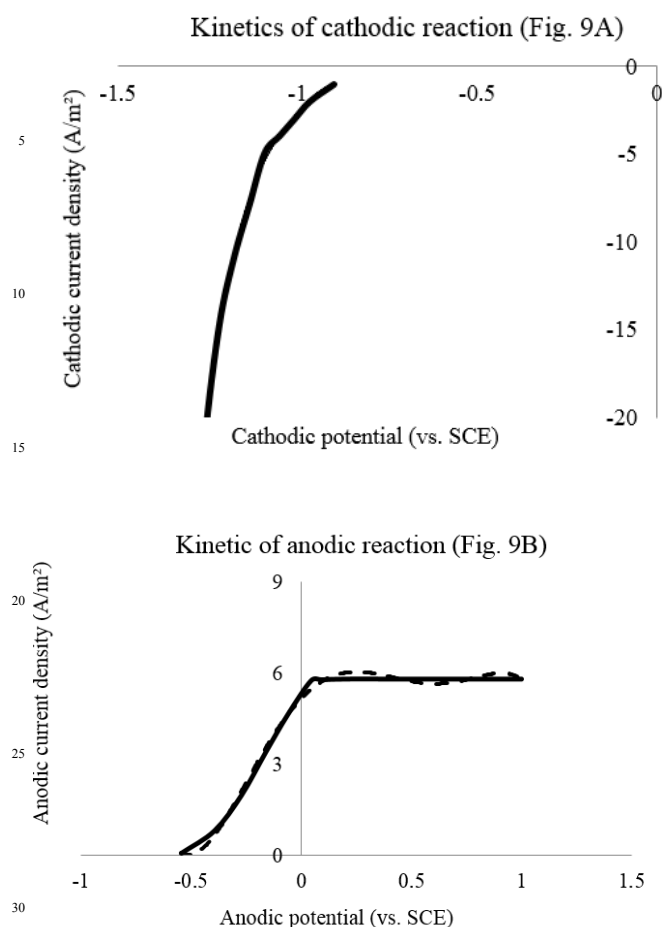 Kinetics of cathodic reaction (Fig. 9A)
0
-1.5 -1 -0.5 0
5
-5
Cathodic current density (A/m²)
-10
10
-15
-20
Cathodic potential (vs. SCE)
15
Kinetic of anodic reaction (Fig. 9B)
9
20
6
Anodic current density (A/m²)
25
3
0
-1 -0.5 0 0.5 1 1.5
30
Anodic potential (vs. SCE)